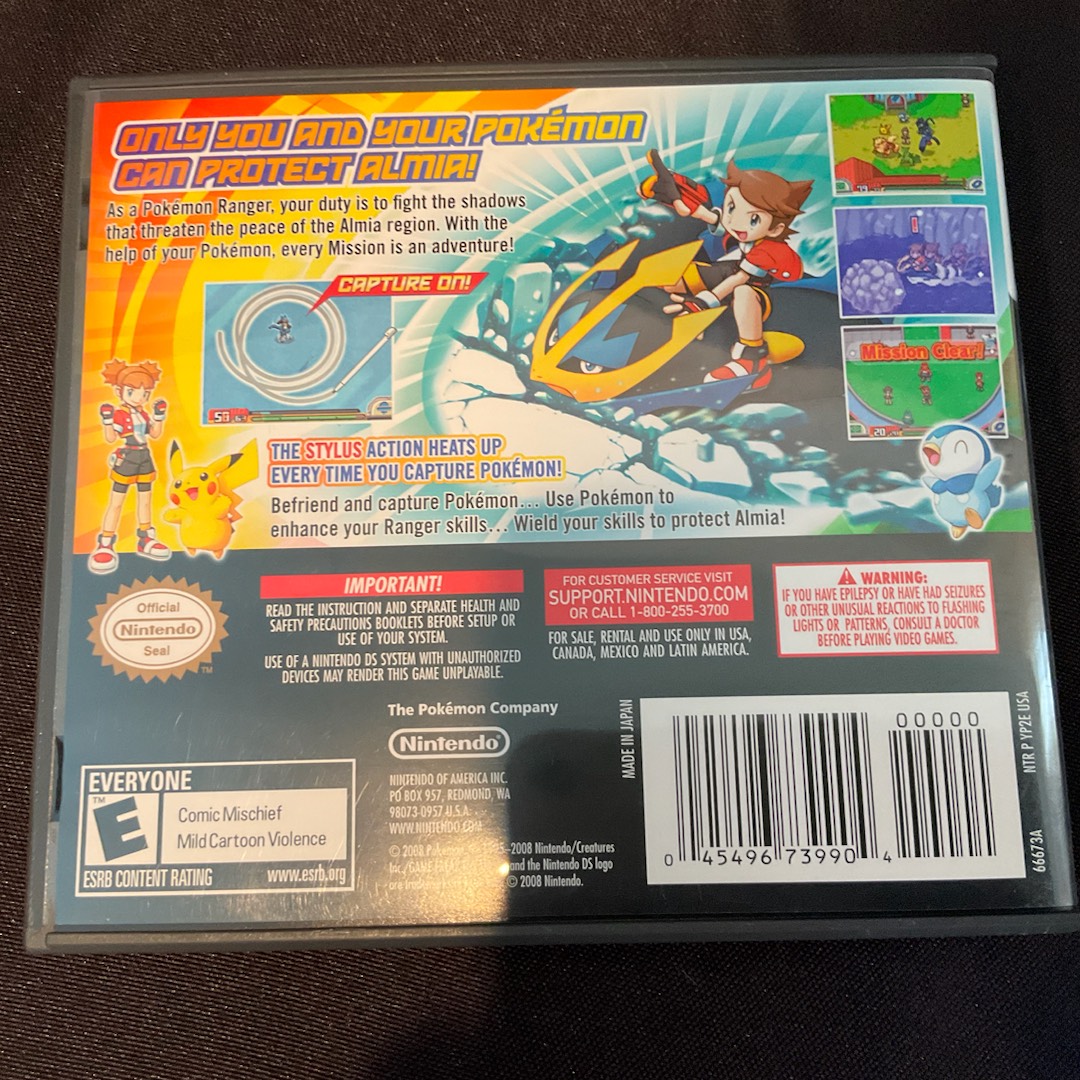 ONLY YOU AND YOUR POKÉMON
CAN PROTECT ALMIA!
As a Pokémon Ranger, your duty is to fight the shadows
that threaten the peace of the Almia region. With the
help of your Pokémon, every Mission is an adventure!
CAPTURE ON!
Mission Clear!
20
THE STYLUS ACTION HEATS UP
EVERY TIME YOU CAPTURE POKÉMON!
Befriend and capture Pokémon... Use Pokémon to
enhance your Ranger skills... Wield your skills to protect Almia!
Official
Nintendo
Seal
TM
IMPORTANT!
READ THE INSTRUCTION AND SEPARATE HEALTH AND
SAFETY PRECAUTIONS BOOKLETS BEFORE SETUP OR
USE OF YOUR SYSTEM.
USE OF A NINTENDO DS SYSTEM WITH UNAUTHORIZED
DEVICES MAY RENDER THIS GAME UNPLAYABLE.
FOR CUSTOMER SERVICE VISIT
SUPPORT.NINTENDO.COM
OR CALL 1-800-255-3700
FOR SALE, RENTAL AND USE ONLY IN USA,
CANADA, MEXICO AND LATIN AMERICA.
WARNING:
IF YOU HAVE EPILEPSY OR HAVE HAD SEIZURES
OR OTHER UNUSUAL REACTIONS TO FLASHING
LIGHTS OR PATTERNS, CONSULT A DOCTOR
BEFORE PLAYING VIDEO GAMES.
The Pokémon Company
Nintendo®
NINTENDO OF AMERICA INC.
PO BOX 957, REDMOND, WA
98073-0957 U.S.A.
WWW.NINTENDO.COM
© 2008 -2008 Nintendo/Creatures
Inc./ and the Nintendo DS logo
are © 2008 Nintendo.
EVERYONE
TM
E
Comic Mischief
Mild Cartoon Violence
ESRB CONTENT RATING www.esrb.org
MADE IN JAPAN
00000
0 45496 73990 4
NTR P YP2E USA
66673A